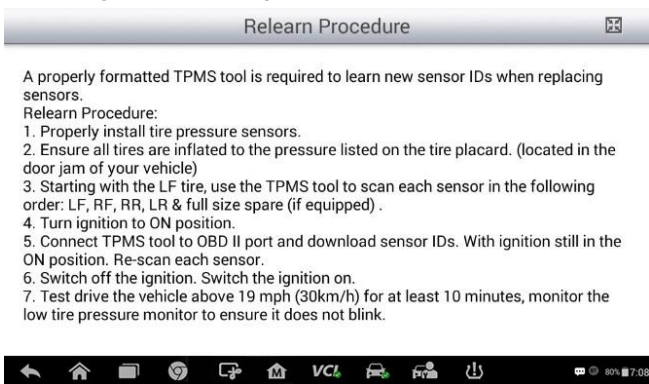 Relearn Procedure
A properly formatted TPMS tool is required to learn new sensor IDs when replacing
sensors.
Relearn Procedure:
1. Properly install tire pressure sensors.
2. Ensure all tires are inflated to the pressure listed on the tire placard. (located in the
door jam of your vehicle)
3. Starting with the LF tire, use the TPMS tool to scan each sensor in the following
order: LF, RF, RR, LR & full size spare (if equipped) .
4. Turn ignition to ON position.
5. Connect TPMS tool to OBD II port and download sensor IDs. With ignition still in the
ON position. Re-scan each sensor.
6. Switch off the ignition. Switch the ignition on.
7. Test drive the vehicle above 19 mph (30km/h) for at least 10 minutes, monitor the
low tire pressure monitor to ensure it does not blink.
M VCI 80% 7:08